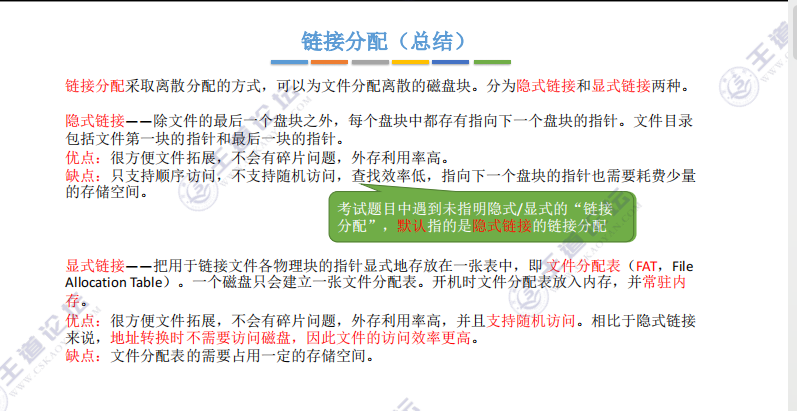 链接分配（总结）
链接分配采取离散分配的方式，可以为文件分配离散的磁盘块。分为隐式链接和显式链接两种。
隐式链接——除文件的最后一个盘块之外，每个盘块中都存有指向下一个盘块的指针。文件目录
包括文件第一块的指针和最后一块的指针。
优点：很方便文件拓展，不会有碎片问题，外存利用率高。
缺点：只支持顺序访问，不支持随机访问，查找效率低，指向下一个盘块的指针也需要耗费少量
的存储空间。
考试题目中遇到未指明隐式/显式的“链接
分配”，默认指的是隐式链接的链接分配
显式链接——把用于链接文件各物理块的指针显式地存放在一张表中，即 文件分配表（FAT，File
Allocation Table）。一个磁盘只会建立一张文件分配表。开机时文件分配表放入内存，并常驻内
存。
优点：很方便文件拓展，不会有碎片问题，外存利用率高，并且支持随机访问。相比于隐式链接
来说，地址转换时不需要访问磁盘，因此文件的访问效率更高。
缺点：文件分配表的需要占用一定的存储空间。
王道论坛